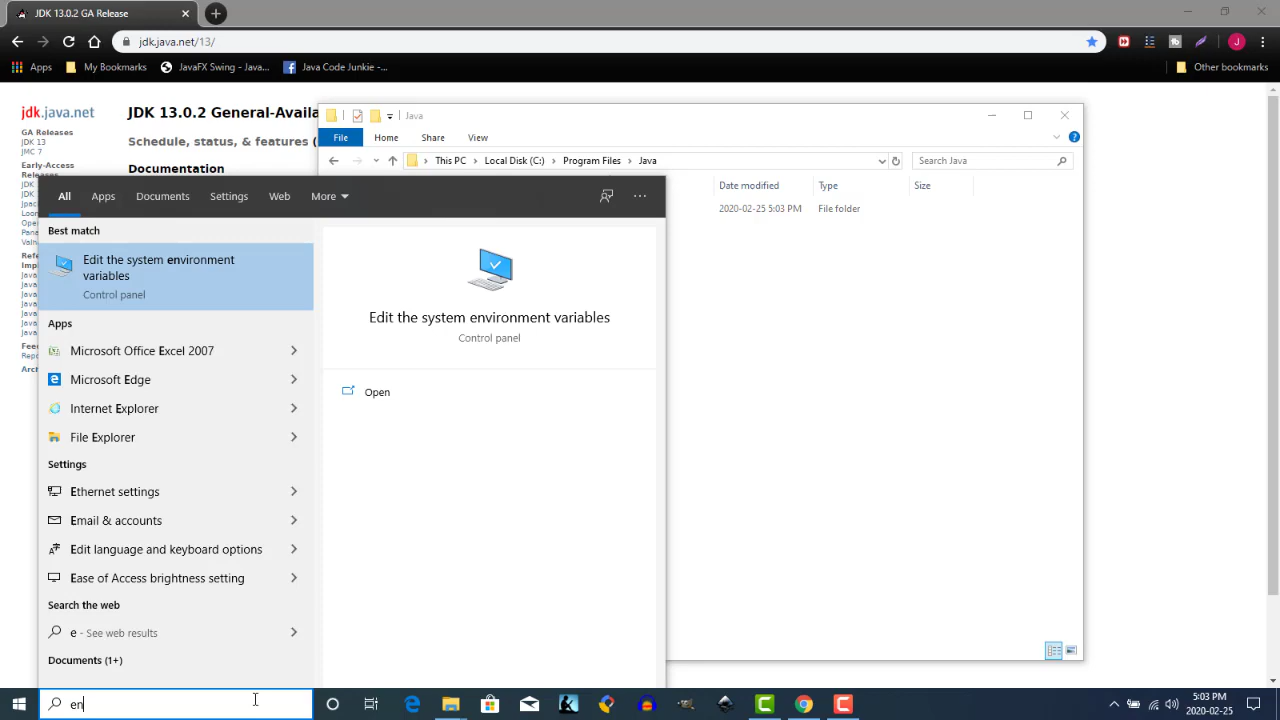 JDK 13.0.2 GA Release
jdk.java.net/13/
Apps
My Bookmarks
JavaFX Swing - Java...
Java Code Junkie -...
Other bookmarks
jdk.java.net
GA Releases
JDK 13
JMC 7
Early-Access
Releases
JDK
JDK
JDK 13.0.2 General-Availa
Schedule, status, & features (
Documentation
Java
File
Home
Share
View
This PC
Local Disk (C:)
Program Files
Java
Search Java
Date modified
Type
Size
2020-02-25 5:03 PM
File folder
All
Apps
Documents
Settings
Web
More
Best match
Edit the system environment
variables
Control panel
Apps
Microsoft Office Excel 2007
Microsoft Edge
Internet Explorer
File Explorer
Settings
Ethernet settings
Email & accounts
Edit language and keyboard options
Ease of Access brightness setting
Search the web
e - See web results
Documents (1+)
Edit the system environment variables
Control panel
Open
en
5:03 PM
2020-02-25